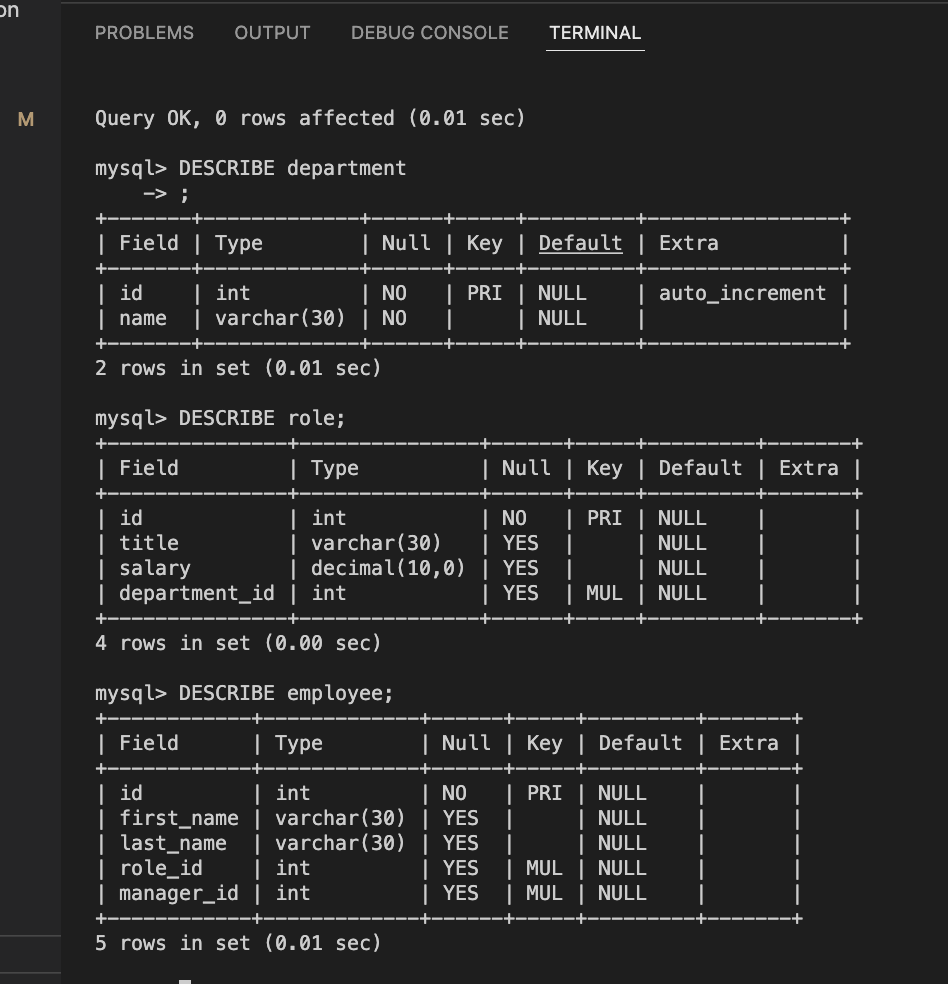 on
PROBLEMS OUTPUT DEBUG CONSOLE TERMINAL
M
Query OK, 0 rows affected (0.01 sec)
mysql> DESCRIBE department
    -> ;
+-------+-------------+------+-----+---------+----------------+
| Field | Type        | Null | Key | Default | Extra          |
+-------+-------------+------+-----+---------+----------------+
| id    | int         | NO   | PRI | NULL    | auto_increment |
| name  | varchar(30) | NO   |     | NULL    |                |
+-------+-------------+------+-----+---------+----------------+
2 rows in set (0.01 sec)
mysql> DESCRIBE role;
+---------------+---------------+------+-----+---------+-------+
| Field         | Type          | Null | Key | Default | Extra |
+---------------+---------------+------+-----+---------+-------+
| id            | int           | NO   | PRI | NULL    |       |
| title         | varchar(30)   | YES  |     | NULL    |       |
| salary        | decimal(10,0) | YES  |     | NULL    |       |
| department_id | int           | YES  | MUL | NULL    |       |
+---------------+---------------+------+-----+---------+-------+
4 rows in set (0.00 sec)
mysql> DESCRIBE employee;
+------------+-------------+------+-----+---------+-------+
| Field      | Type        | Null | Key | Default | Extra |
+------------+-------------+------+-----+---------+-------+
| id         | int         | NO   | PRI | NULL    |       |
| first_name | varchar(30) | YES  |     | NULL    |       |
| last_name  | varchar(30) | YES  |     | NULL    |       |
| role_id    | int         | YES  | MUL | NULL    |       |
| manager_id | int         | YES  | MUL | NULL    |       |
+------------+-------------+------+-----+---------+-------+
5 rows in set (0.01 sec)